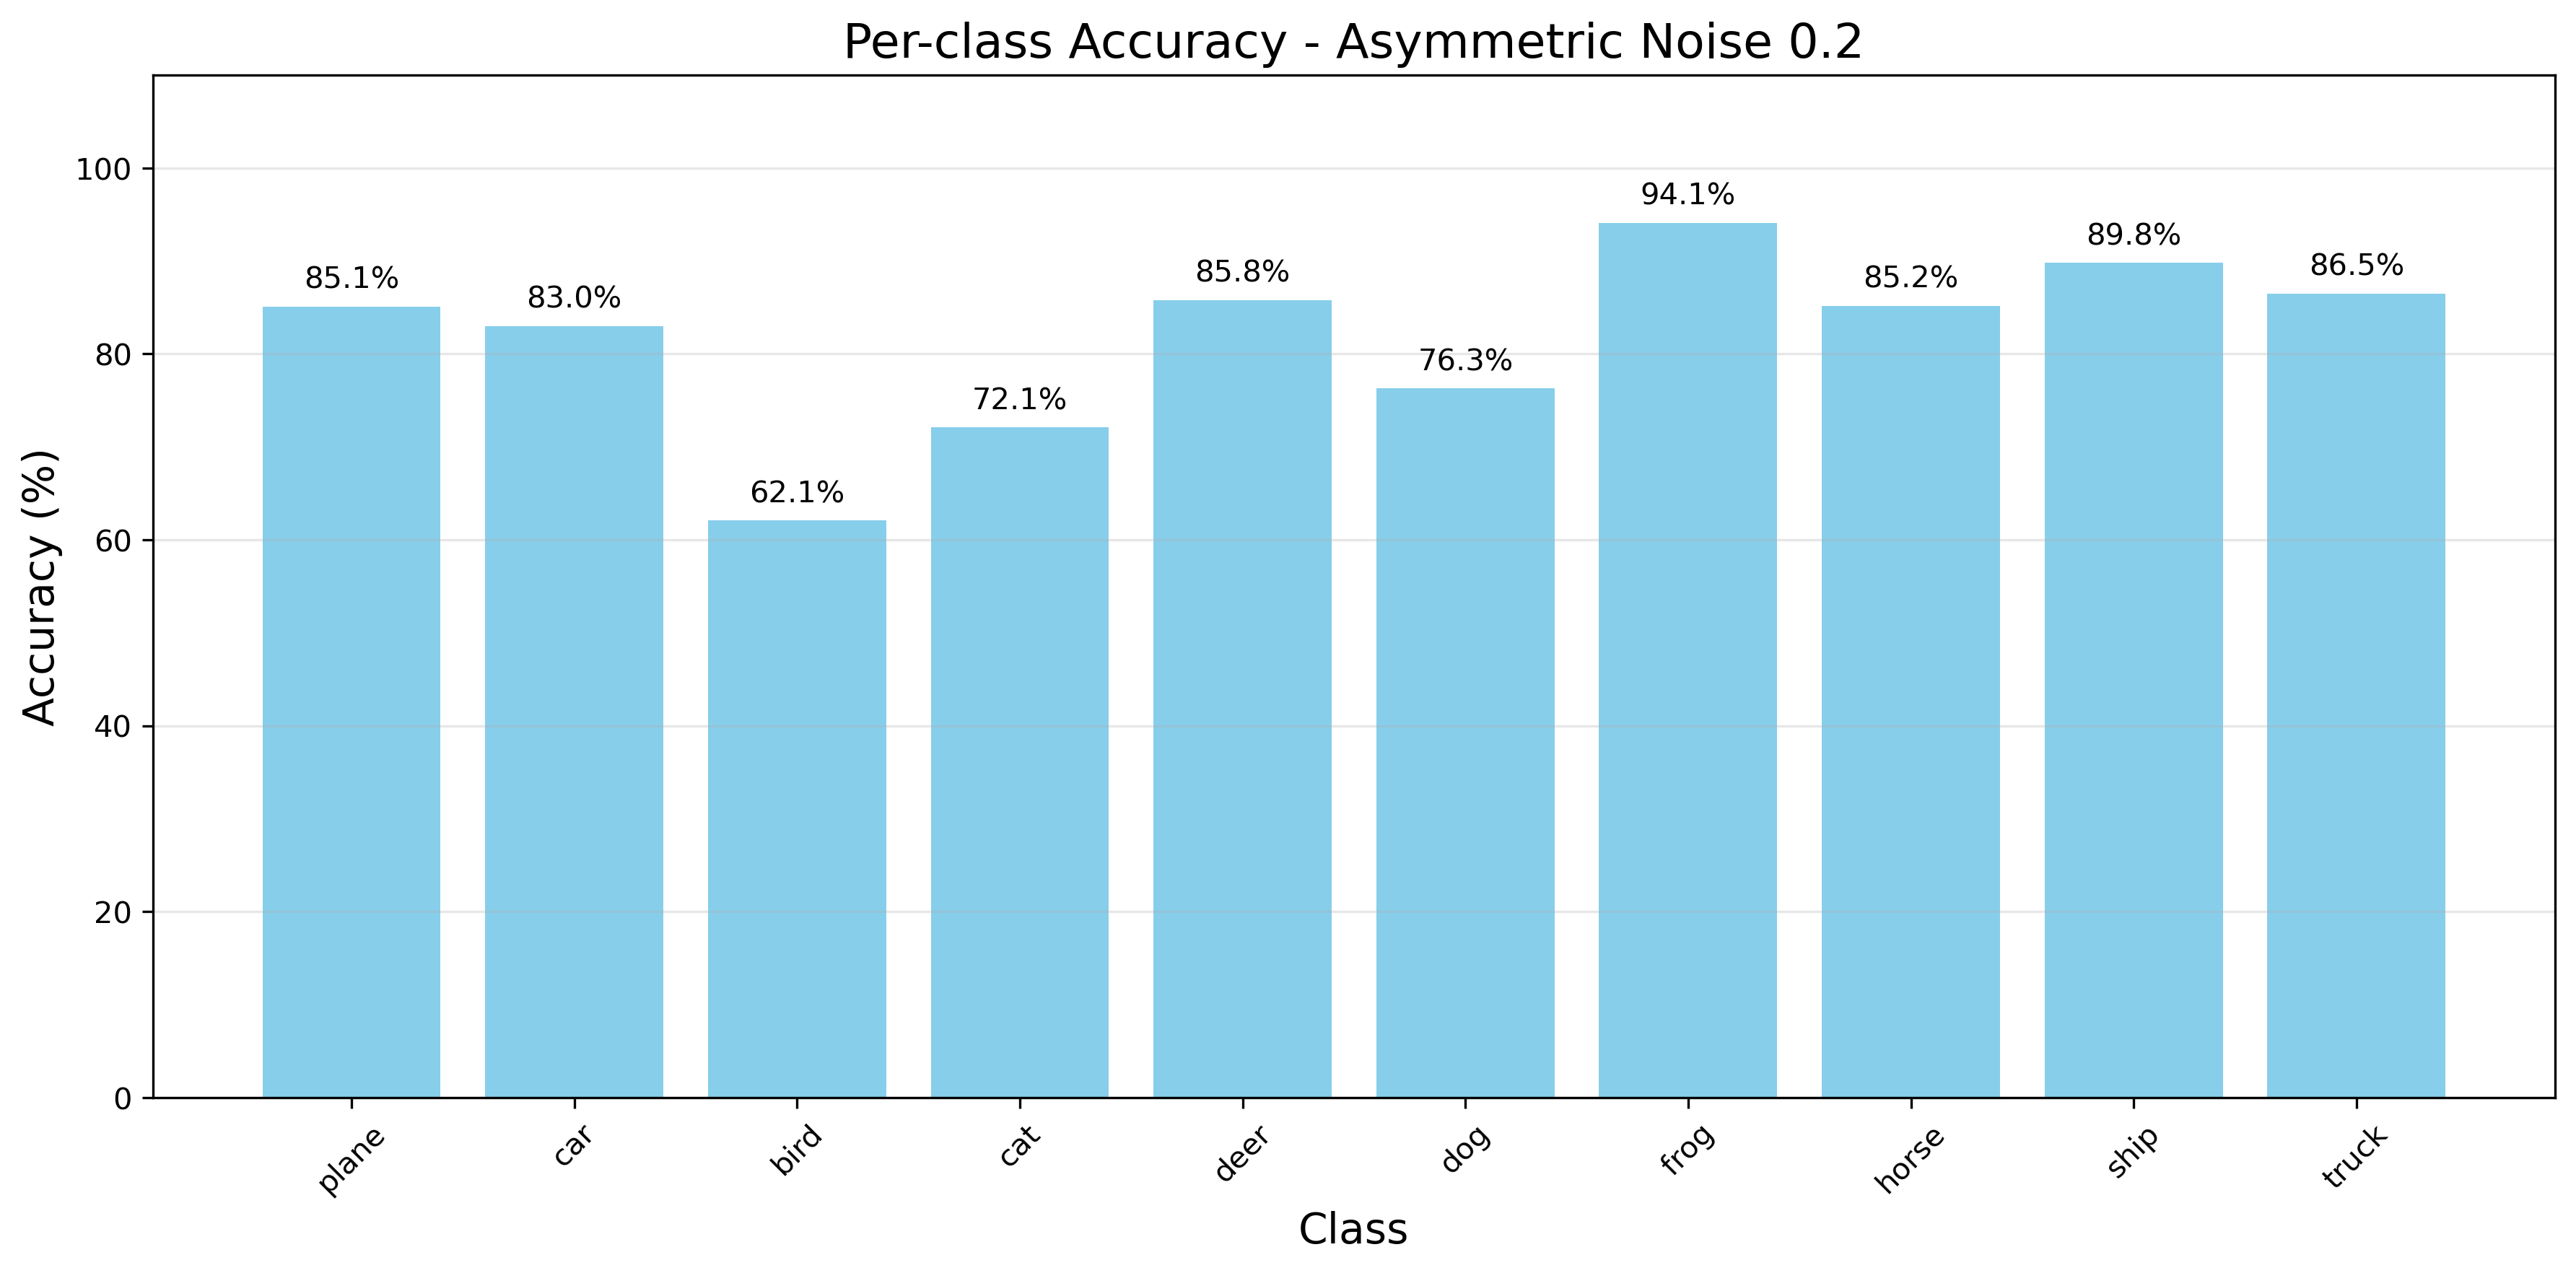 Per-class Accuracy - Asymmetric Noise 0.2
Accuracy (%)
100
80
60
40
20
0
85.1%
83.0%
62.1%
72.1%
85.8%
76.3%
94.1%
85.2%
89.8%
86.5%
plane
car
bird
cat
deer
dog
frog
horse
ship
truck
Class